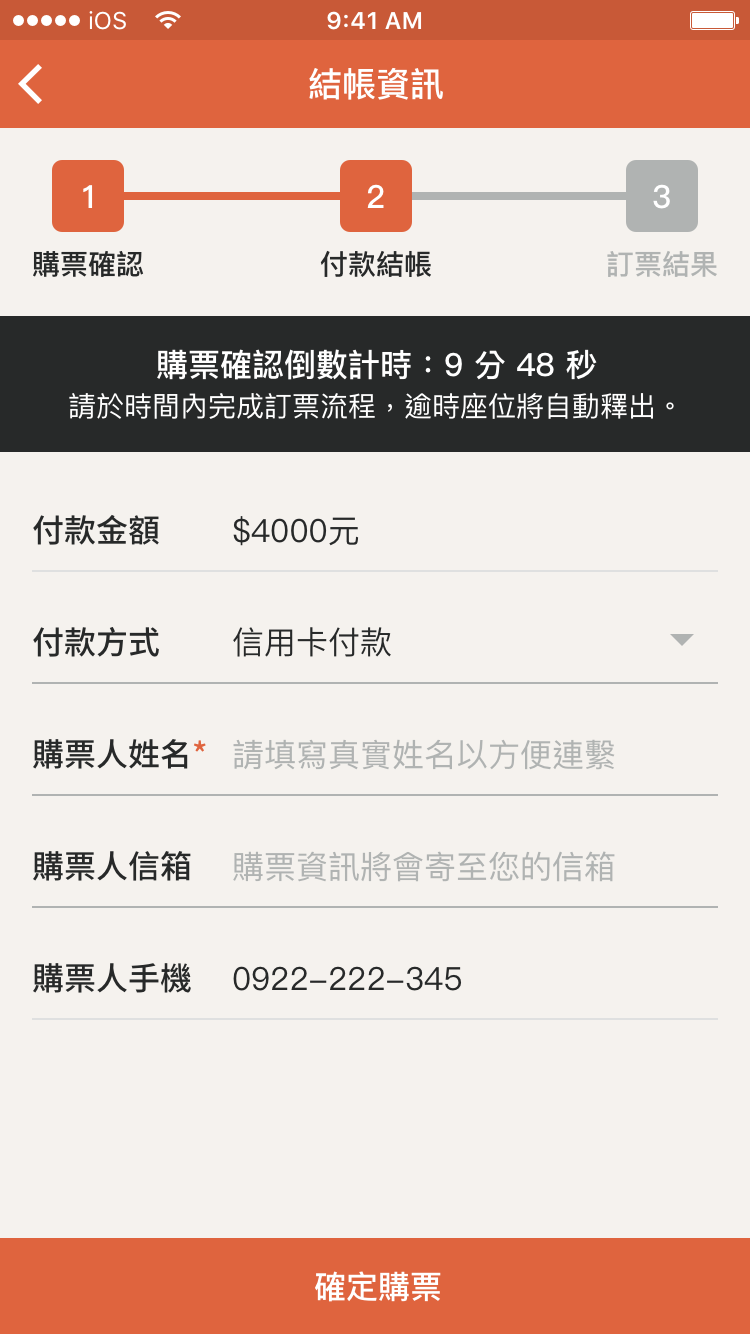 iOS 9:41 AM
結帳資訊
1 2 3
購票確認 付款結帳 訂票結果
購票確認倒數計時：9 分 48 秒
請於時間內完成訂票流程，逾時座位將自動釋出。
付款金額 $4000元
付款方式 信用卡付款
購票人姓名* 請填寫真實姓名以方便連繫
購票人信箱 購票資訊將會寄至您的信箱
購票人手機 0922–222–345
確定購票